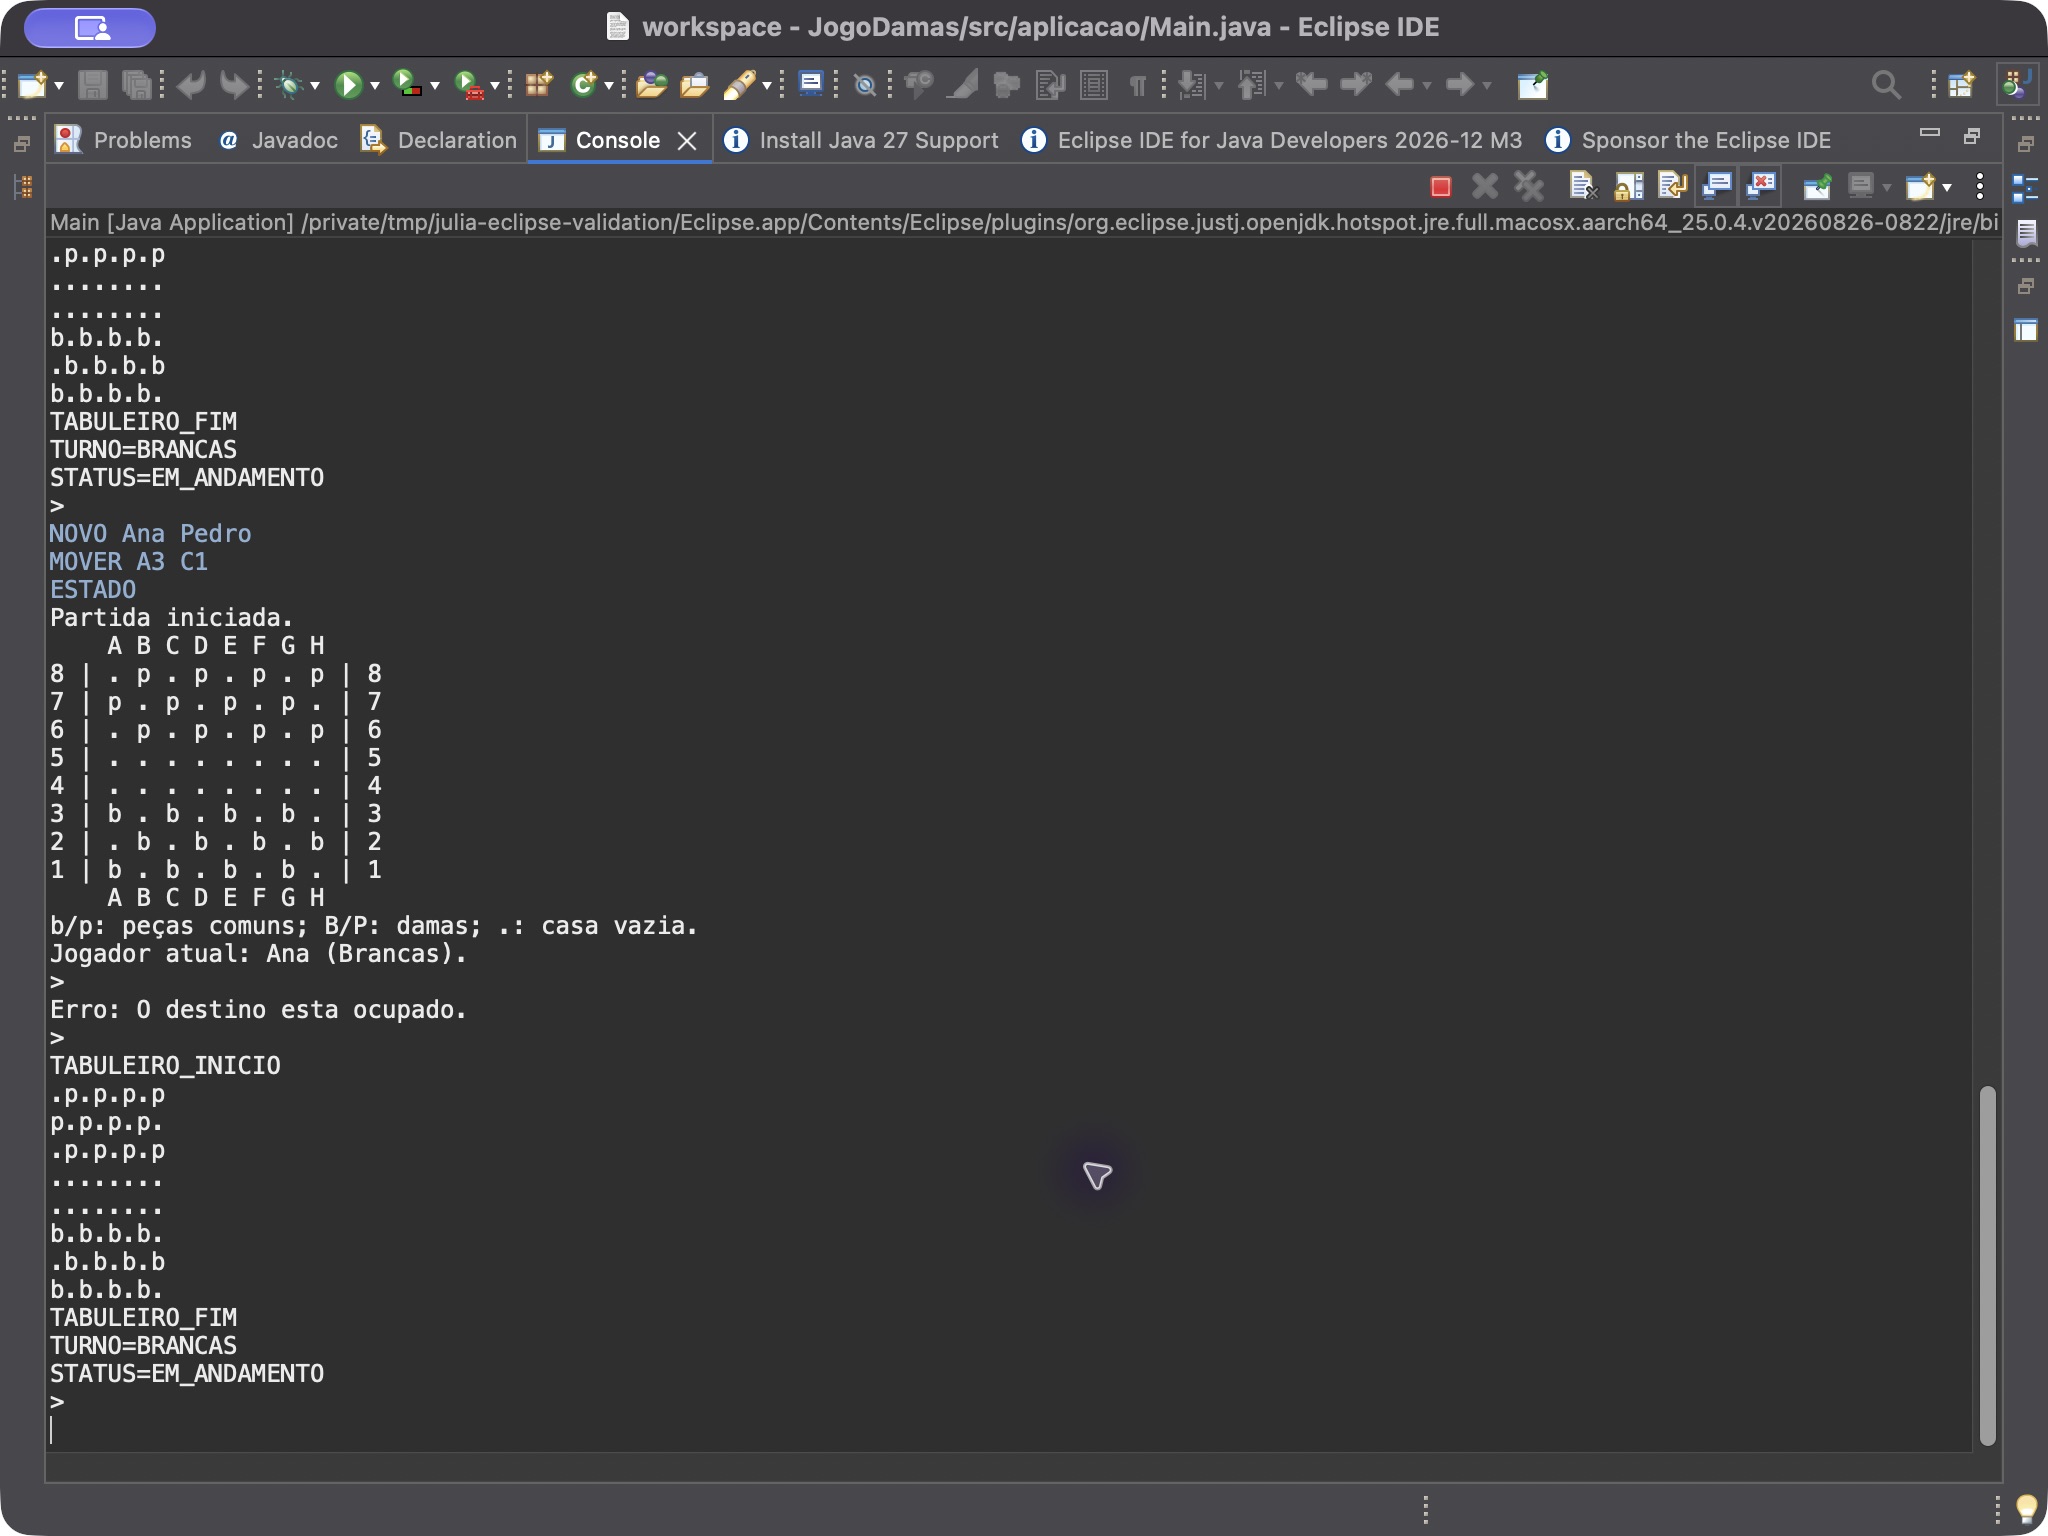 workspace - JogoDamas/src/aplicacao/Main.java - Eclipse IDE
Problems
Javadoc
Declaration
Console
Install Java 27 Support
Eclipse IDE for Java Developers 2026-12 M3
Sponsor the Eclipse IDE
Main [Java Application] /private/tmp/julia-eclipse-validation/Eclipse.app/Contents/Eclipse/plugins/org.eclipse.justj.openjdk.hotspot.jre.full.macosx.aarch64_25.0.4.v20260826-0822/jre/bi
.p.p.p.p
........
........
b.b.b.b.
.b.b.b.b
b.b.b.b.
TABULEIRO_FIM
TURNO=BRANCAS
STATUS=EM_ANDAMENTO
>
NOVO Ana Pedro
MOVER A3 C1
ESTADO
Partida iniciada.
    A B C D E F G H
8 | . p . p . p . p | 8
7 | p . p . p . p . | 7
6 | . p . p . p . p | 6
5 | . . . . . . . . | 5
4 | . . . . . . . . | 4
3 | b . b . b . b . | 3
2 | . b . b . b . b | 2
1 | b . b . b . b . | 1
    A B C D E F G H
b/p: peças comuns; B/P: damas; .: casa vazia.
Jogador atual: Ana (Brancas).
>
Erro: O destino esta ocupado.
>
TABULEIRO_INICIO
.p.p.p.p
p.p.p.p.
.p.p.p.p
........
........
b.b.b.b.
.b.b.b.b
b.b.b.b.
TABULEIRO_FIM
TURNO=BRANCAS
STATUS=EM_ANDAMENTO
>